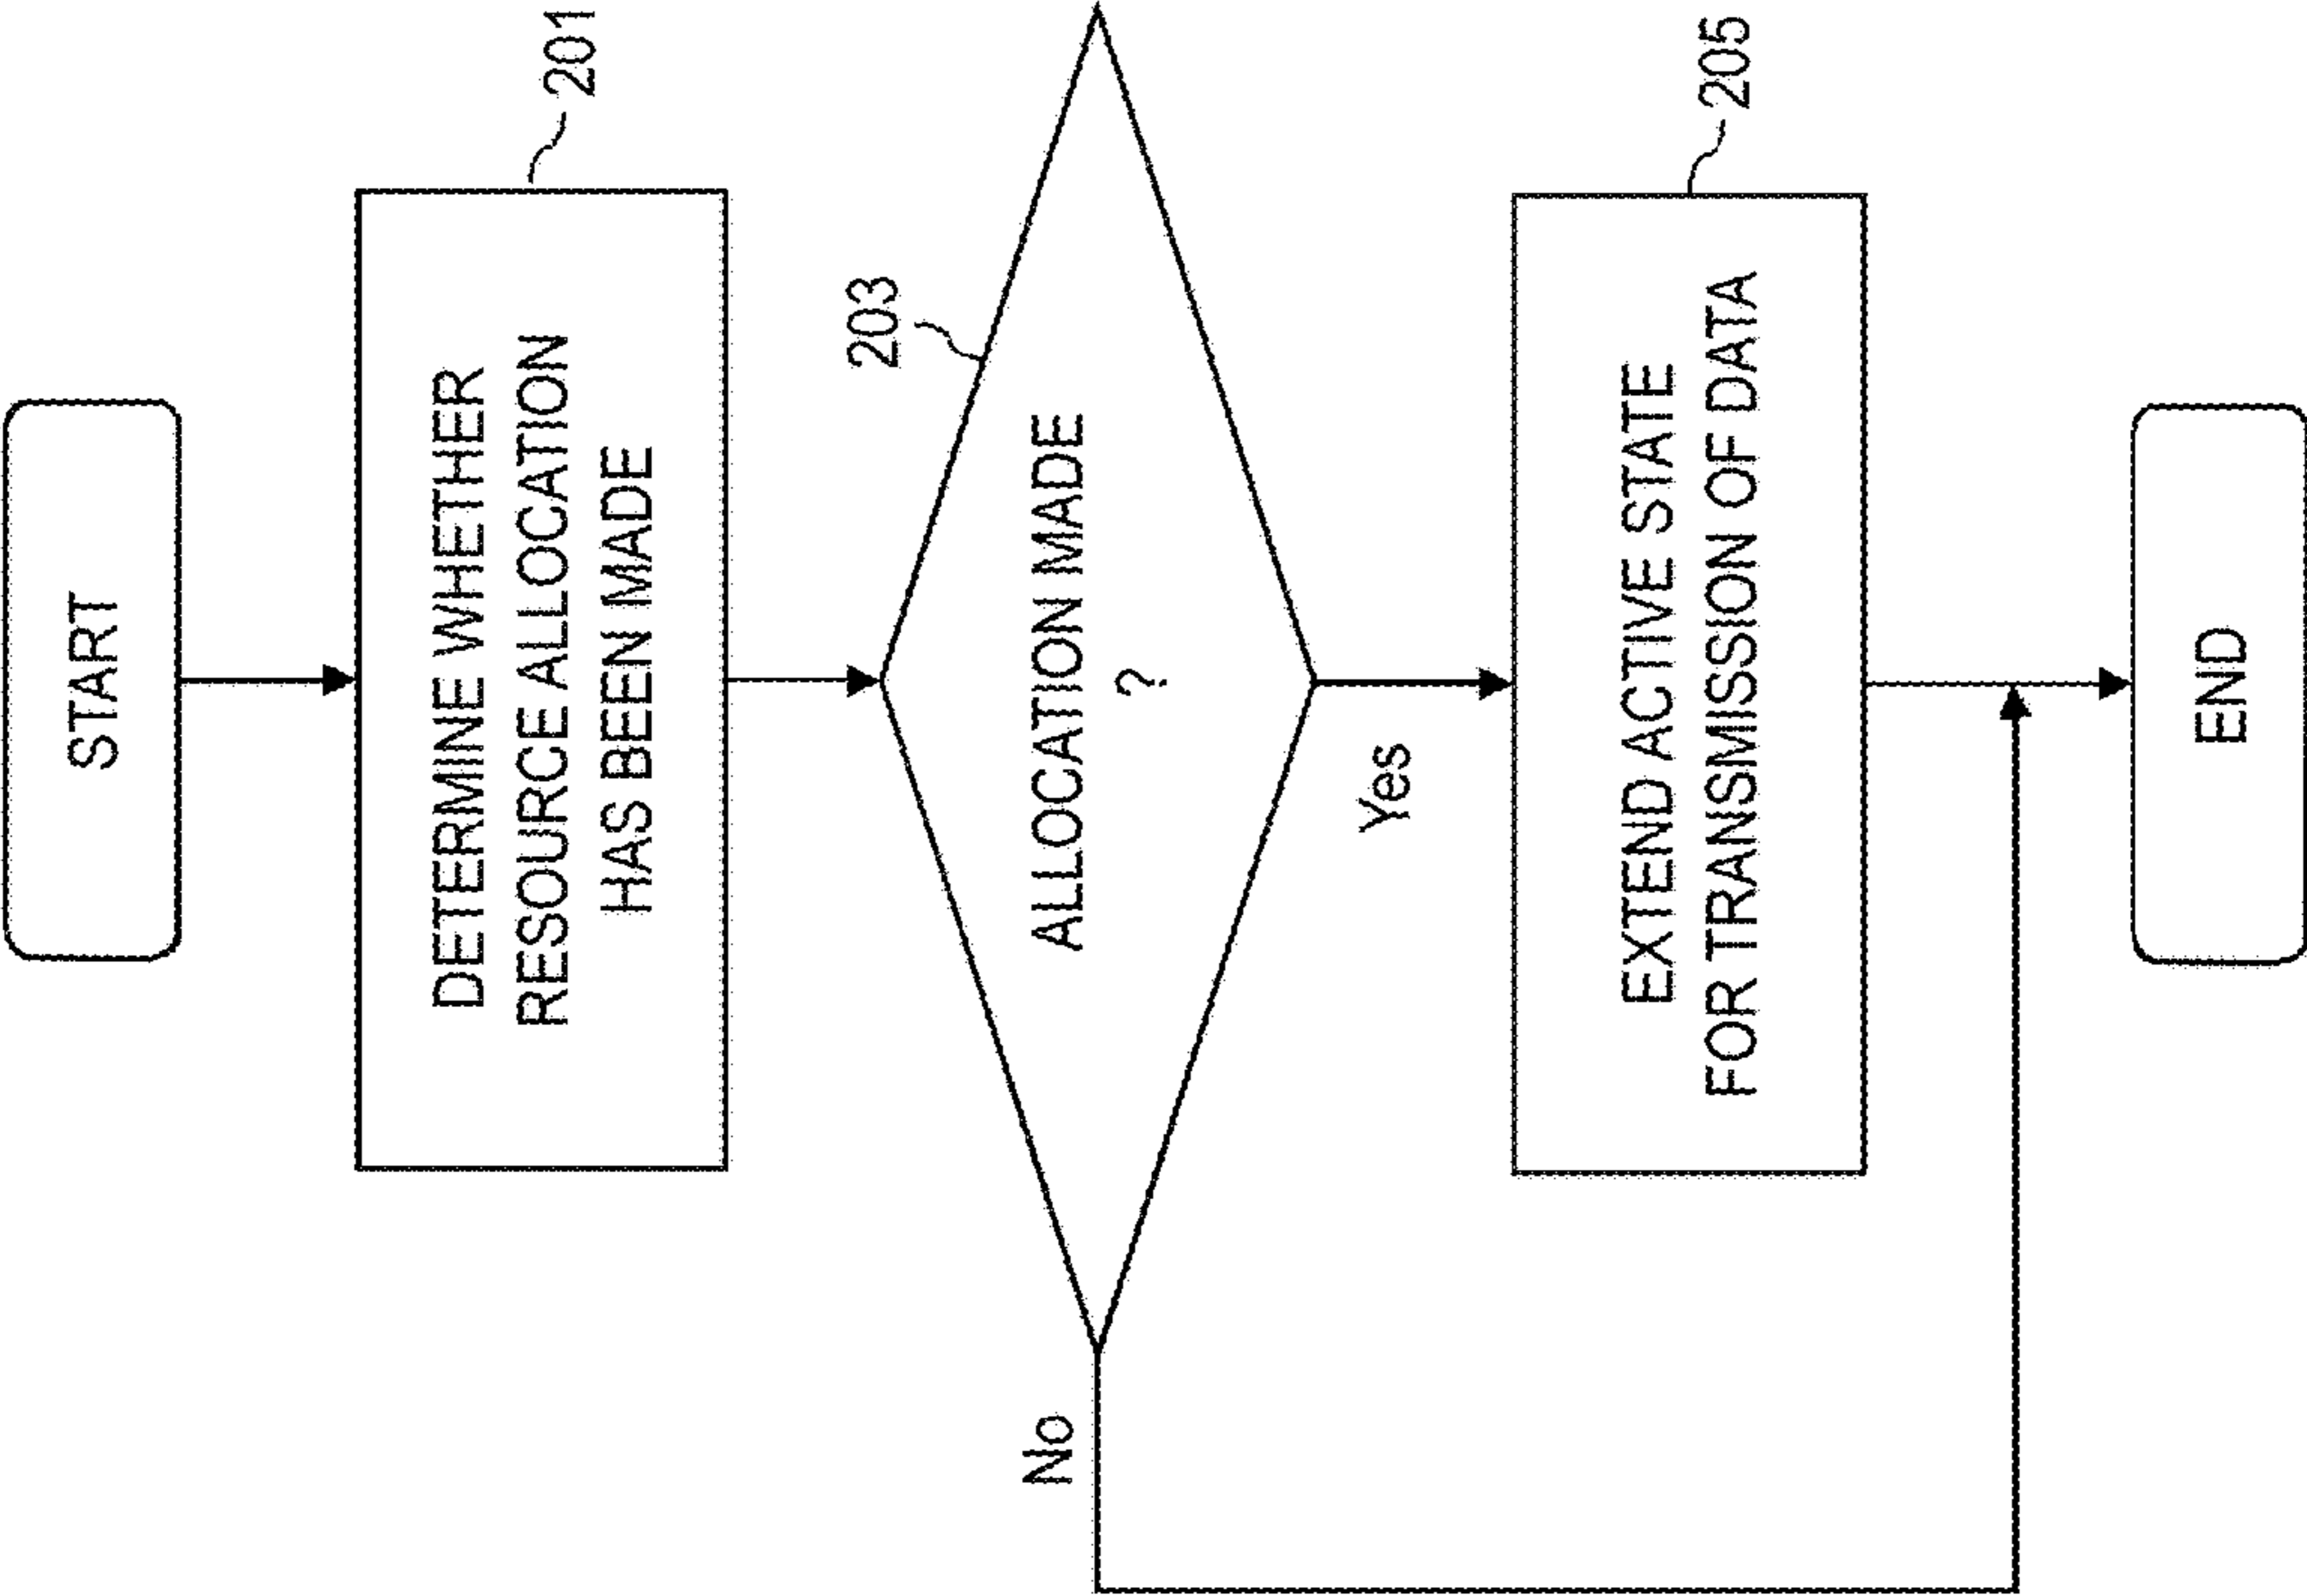 START
201
DETERMINE WHETHER
RESOURCE ALLOCATION
HAS BEEN MADE
203
ALLOCATION MADE
?
No
Yes
205
EXTEND ACTIVE STATE
FOR TRANSMISSION OF DATA
END